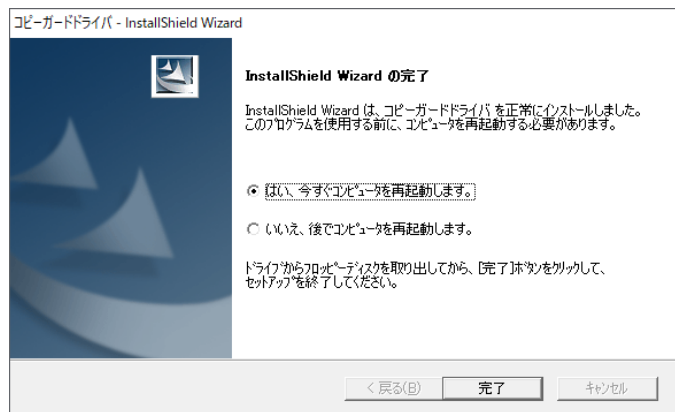 コピーガードドライバ - InstallShield Wizard
InstallShield Wizard の完了
InstallShield Wizard は、コピーガードドライバ を正常にインストールしました。
このプログラムを使用する前に、コンピュータを再起動する必要があります。
はい、今すぐコンピュータを再起動します。
いいえ、後でコンピュータを再起動します。
ドライブからフロッピーディスクを取り出してから、[完了]ボタンをクリックして、
セットアップを終了してください。
< 戻る(B)
完了
キャンセル